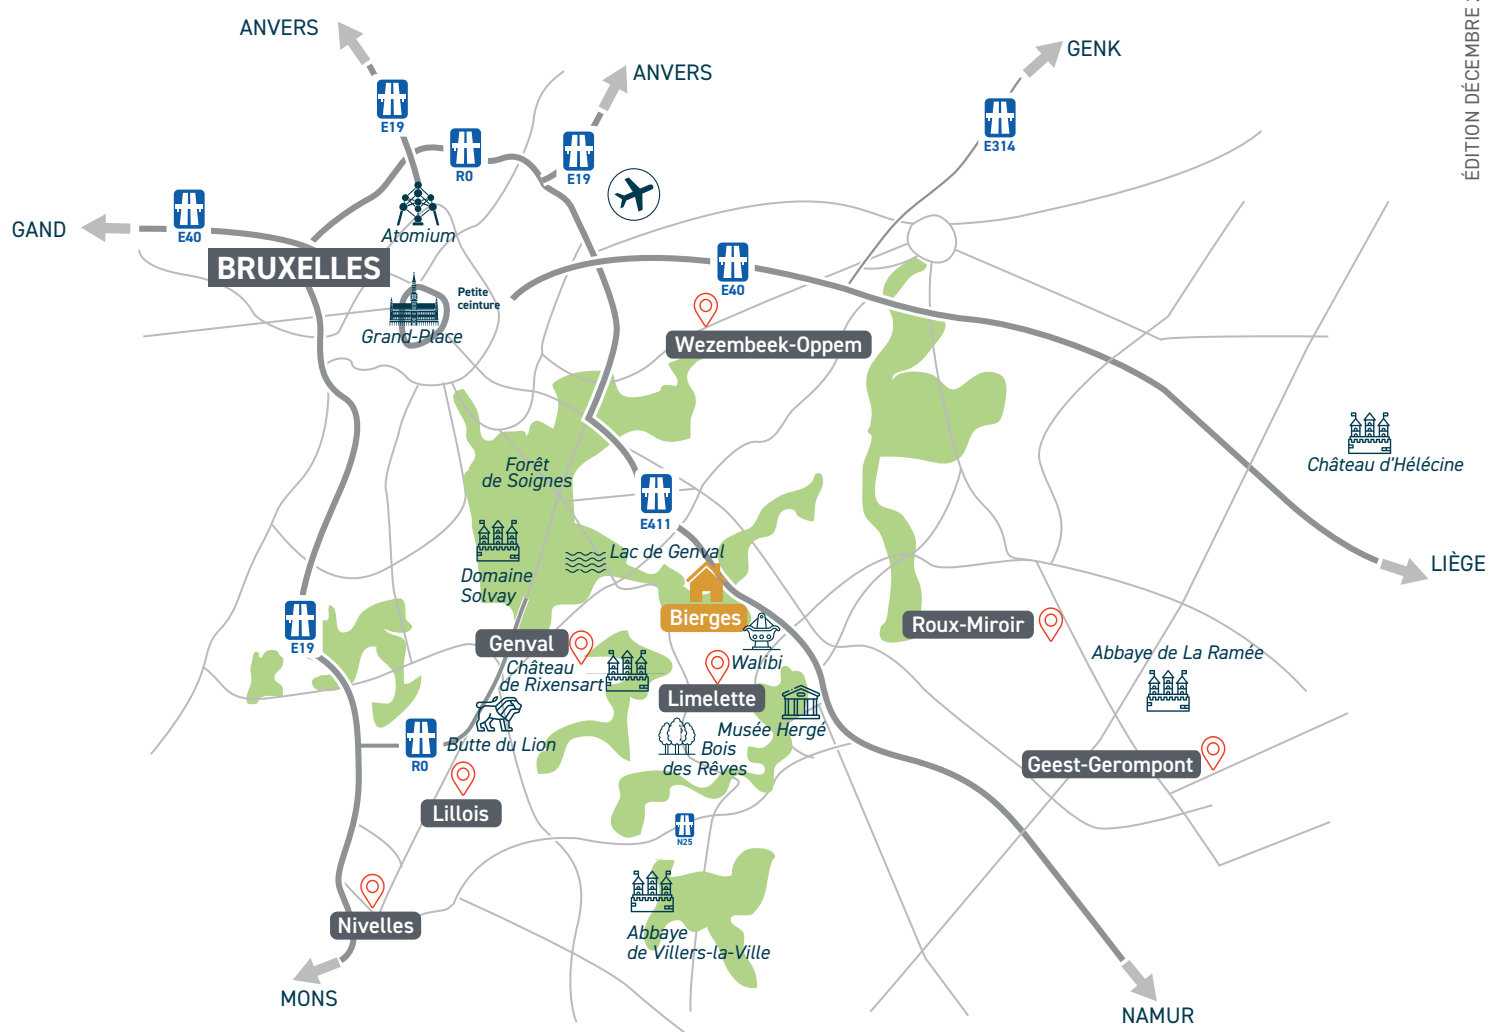 ANVERS
GENK
ANVERS
ÉDITION DÉCEMBRE
E19
E314
R0
E19
GAND
E40
Atomium
BRUXELLES
E40
Petite
ceinture
Grand-Place
Wezembeek-Oppem
Forêt
de Soignes
Château d'Hélécine
E411
Lac de Genval
LIÈGE
Domaine
Solvay
Bierges
Roux-Miroir
E19
Genval
Abbaye de La Ramée
Walibi
Château
de Rixensart
Limelette
Musée Hergé
Butte du Lion
Bois
des Rêves
R0
Geest-Gerompont
Lillois
N25
Nivelles
Abbaye
de Villers-la-Ville
MONS
NAMUR